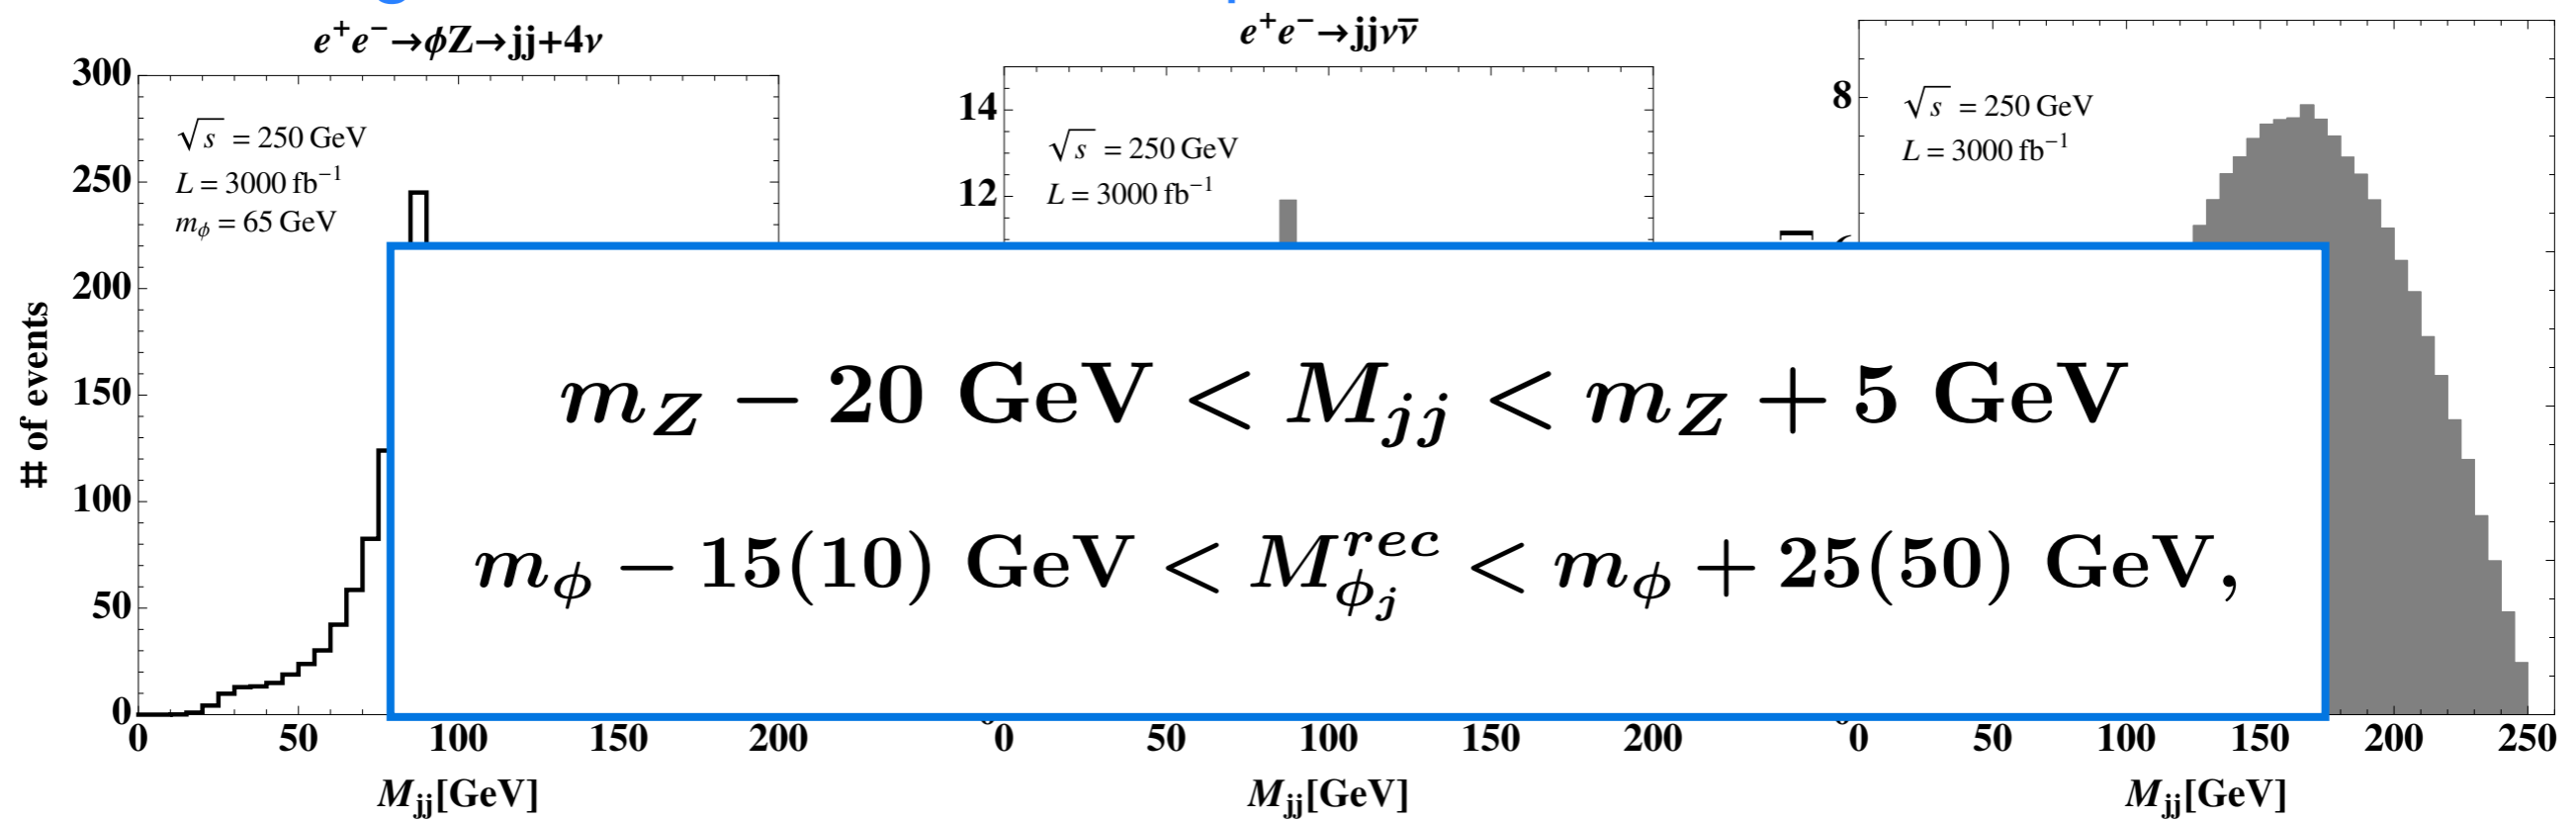 e⁺e⁻→ϕZ→jj+4ν
√s = 250 GeV
L = 3000 fb⁻¹
m_ϕ = 65 GeV
# of events
300
250
200
150
100
50
0
0 50 100 150 200
M_jj[GeV]
e⁺e⁻→jjνν̄
√s = 250 GeV
L = 3000 fb⁻¹
14
12
0 50 100 150 200
M_jj[GeV]
√s = 250 GeV
L = 3000 fb⁻¹
8
0 50 100 150 200 250
M_jj[GeV]
m_Z − 20 GeV < M_jj < m_Z + 5 GeV
m_ϕ − 15(10) GeV < M_{ϕ_j}^{rec} < m_ϕ + 25(50) GeV,